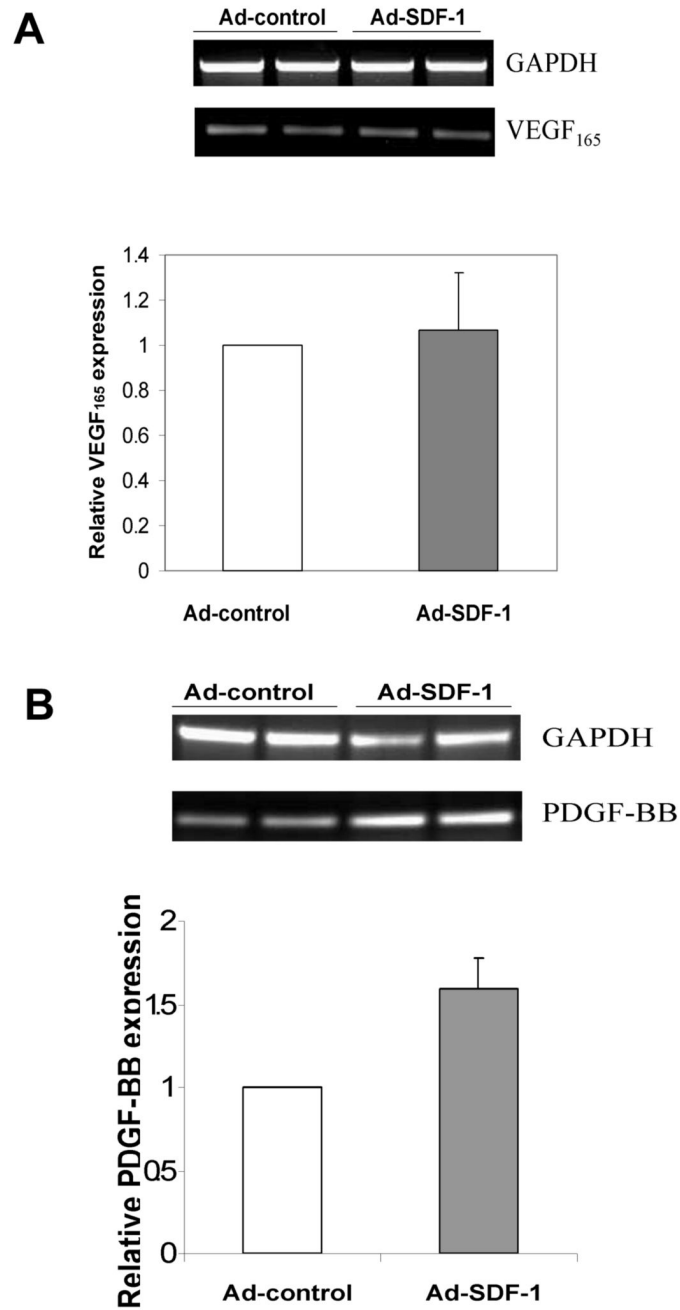 A
Ad-control Ad-SDF-1
GAPDH
VEGF165
Relative VEGF165 expression
1.4
1.2
1
0.8
0.6
0.4
0.2
0
Ad-control Ad-SDF-1
B
Ad-control Ad-SDF-1
GAPDH
PDGF-BB
Relative PDGF-BB expression
2
1.5
1
0.5
0
Ad-control Ad-SDF-1